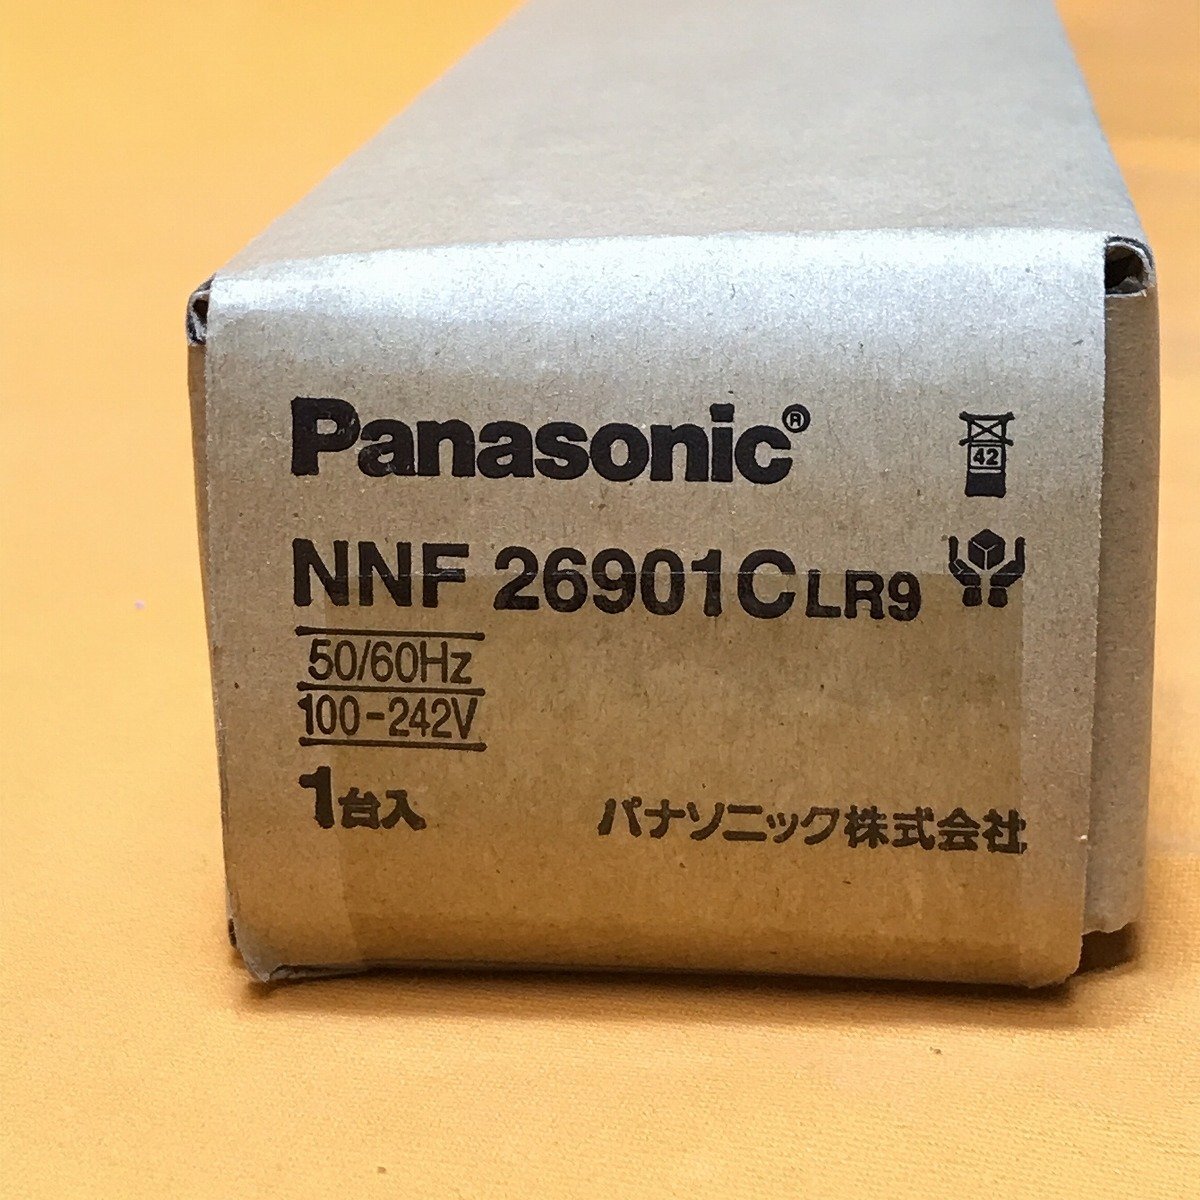 Panasonic®
42
NNF 26901C LR9
50/60Hz
100-242V
1台入
パナソニック株式会社